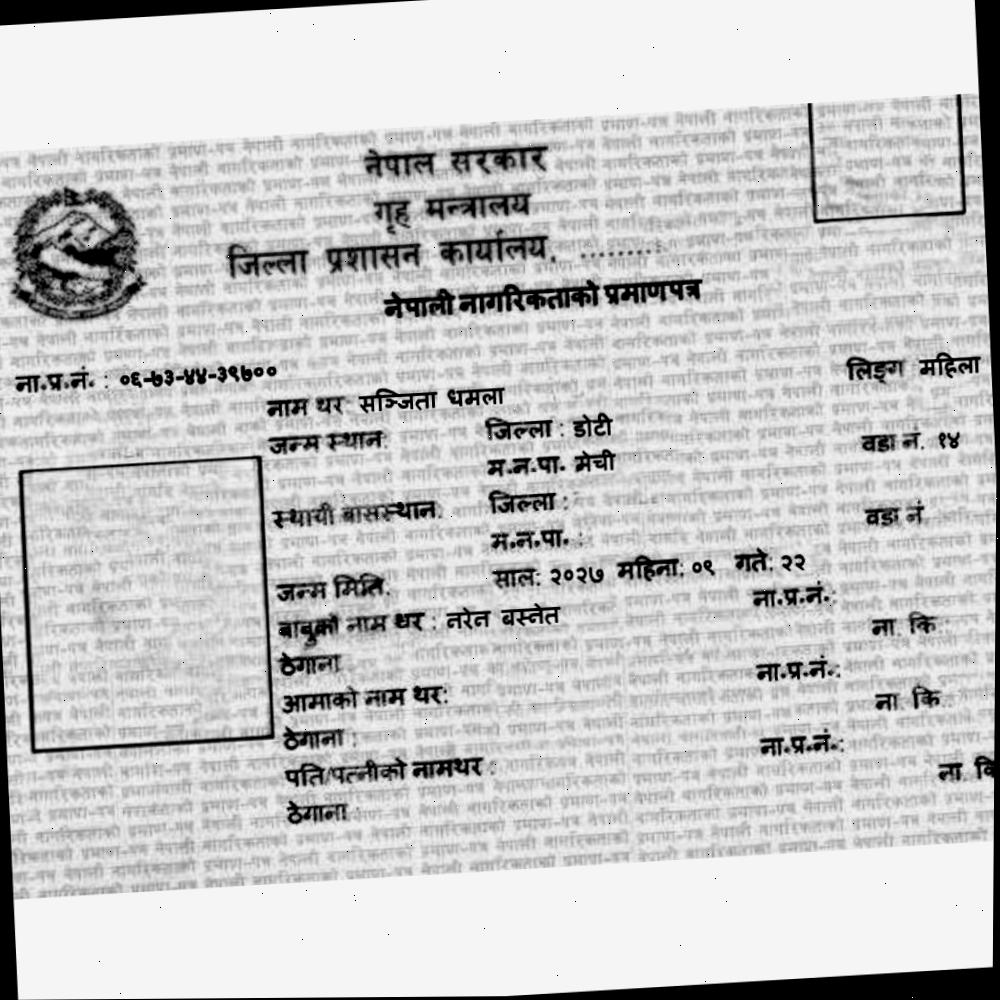 नेपाल सरकार
गृह मन्त्रालय
जिल्ला प्रशासन कार्यालय, .........
नेपाली नागरिकताको प्रमाणपत्र
ना.प्र.नं. : ०६-७३-४४-३९७००
लिङ्ग महिला
नाम थर सञ्जिता धमला
जन्म स्थान: जिल्ला : डोटी वडा नं. १४
म.न.पा. मेची
स्थायी बासस्थान: जिल्ला :
म.न.पा. : वडा नं
जन्म मिति: साल: २०२७ महिना: ०९ गते: २२
बाबुको नाम थर : नरेन बस्नेत ना.प्र.नं.:
ठेगाना ना. कि :
आमाको नाम थर: ना.प्र.नं.:
ठेगाना : ना. कि :
पति/पत्नीको नामथर : ना.प्र.नं.:
ठेगाना : ना. कि